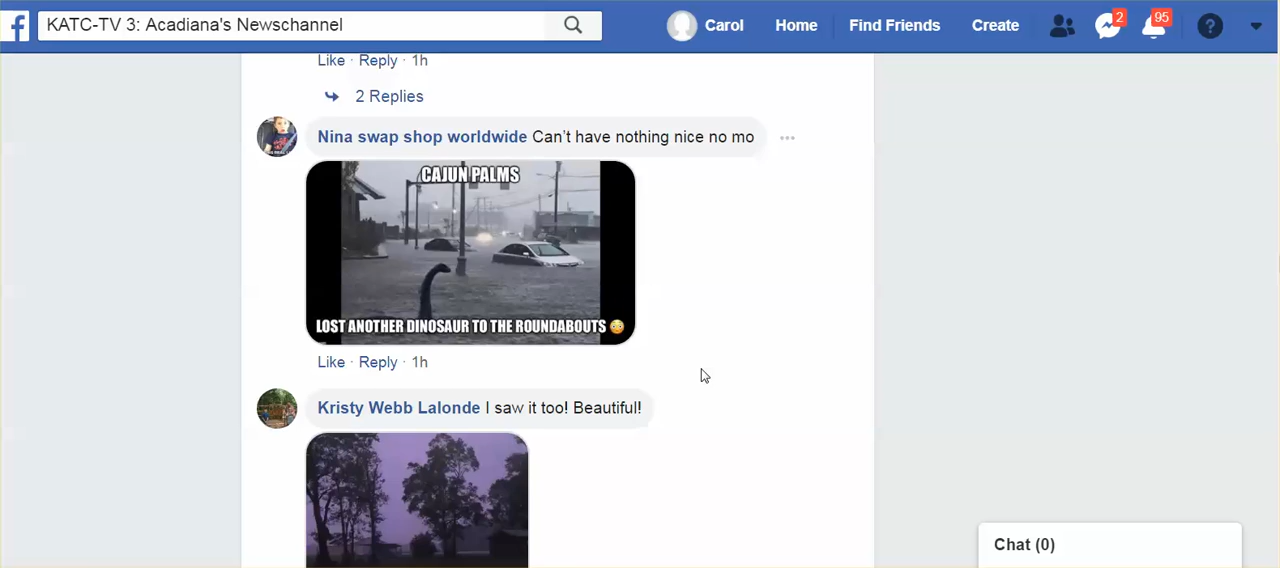 KATC-TV 3: Acadiana's Newschannel
Carol
Home
Find Friends
Create
2
95
Like · Reply · 1h
2 Replies
Nina swap shop worldwide Can't have nothing nice no mo
CAJUN PALMS
LOST ANOTHER DINOSAUR TO THE ROUNDABOUTS 😳
Like · Reply · 1h
Kristy Webb Lalonde I saw it too! Beautiful!
Chat (0)